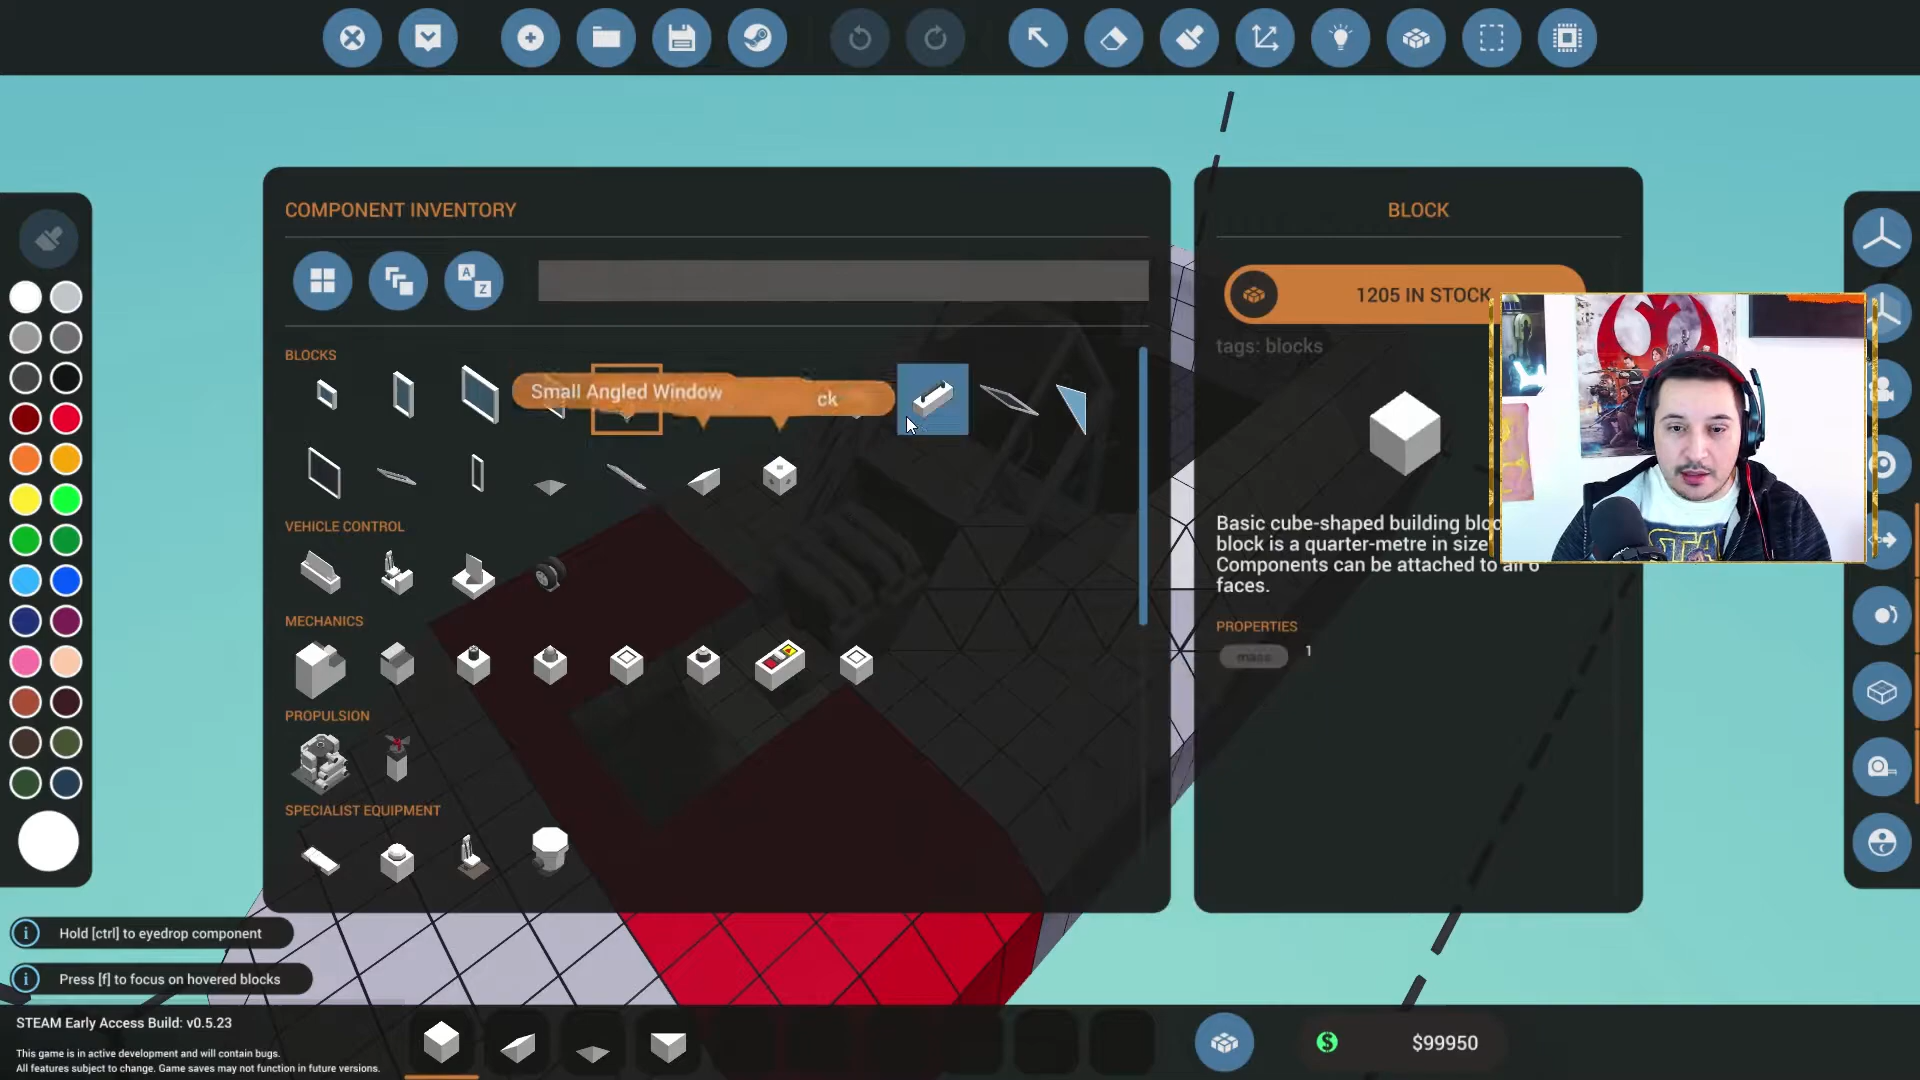 COMPONENT INVENTORY
A
Z
BLOCKS
Small Angled Window
ck
VEHICLE CONTROL
MECHANICS
PROPULSION
SPECIALIST EQUIPMENT
BLOCK
1205 IN STOCK
tags: blocks
Basic cube-shaped building
block is a quarter-metre in size
Components can be attached to all 6
faces.
PROPERTIES
mass 1
Hold [ctrl] to eyedrop component
Press [f] to focus on hovered blocks
STEAM Early Access Build: v0.5.23
This game is in active development and will contain bugs.
All features subject to change. Game saves may not function in future versions.
$
$99950